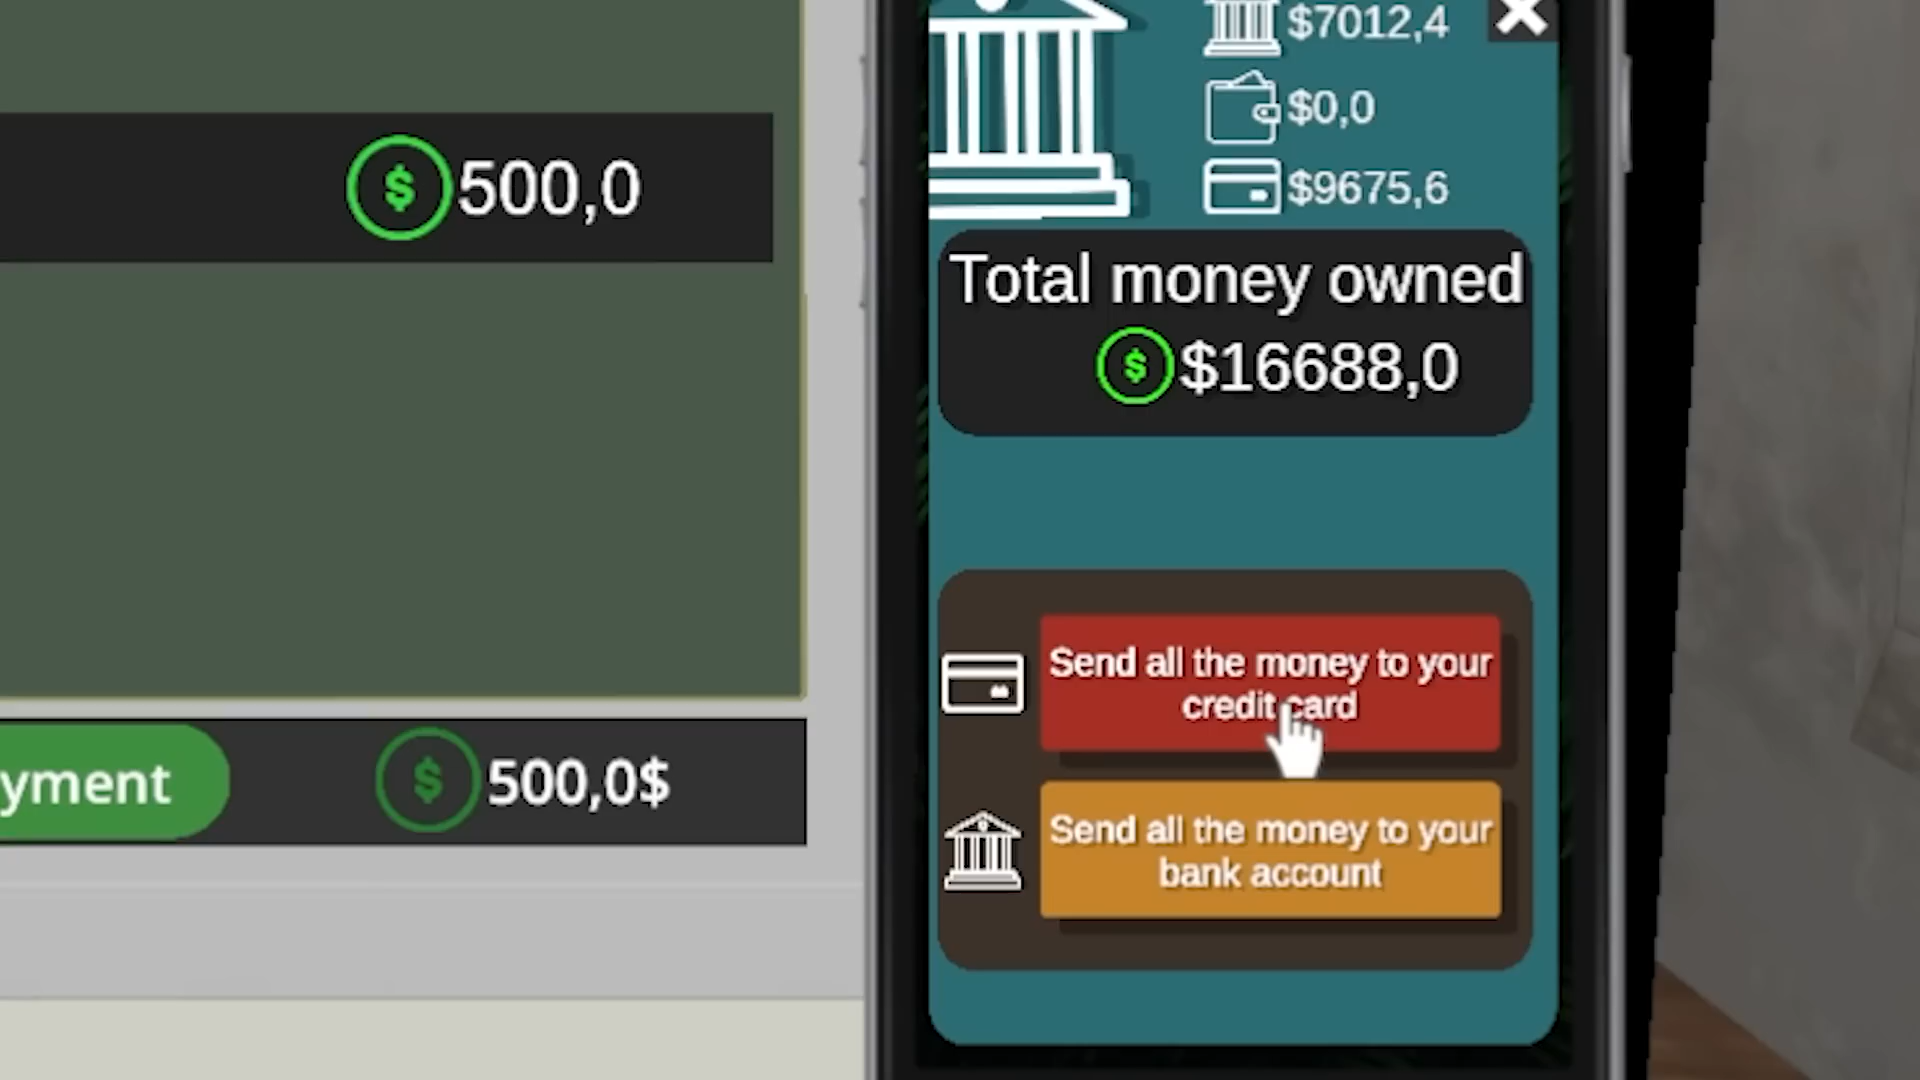 500,0
yment
500,0$
$7012,4
$0,0
$9675,6
Total money owned
$16688,0
Send all the money to your
credit card
Send all the money to your
bank account